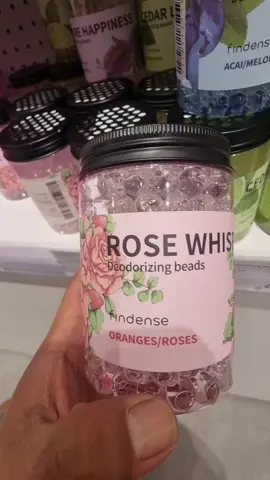 E HAPPINESS
CEDAR
findense
ACAI/MELO
ROSE WHIS
Deodorizing beads
findense
ORANGES/ROSES